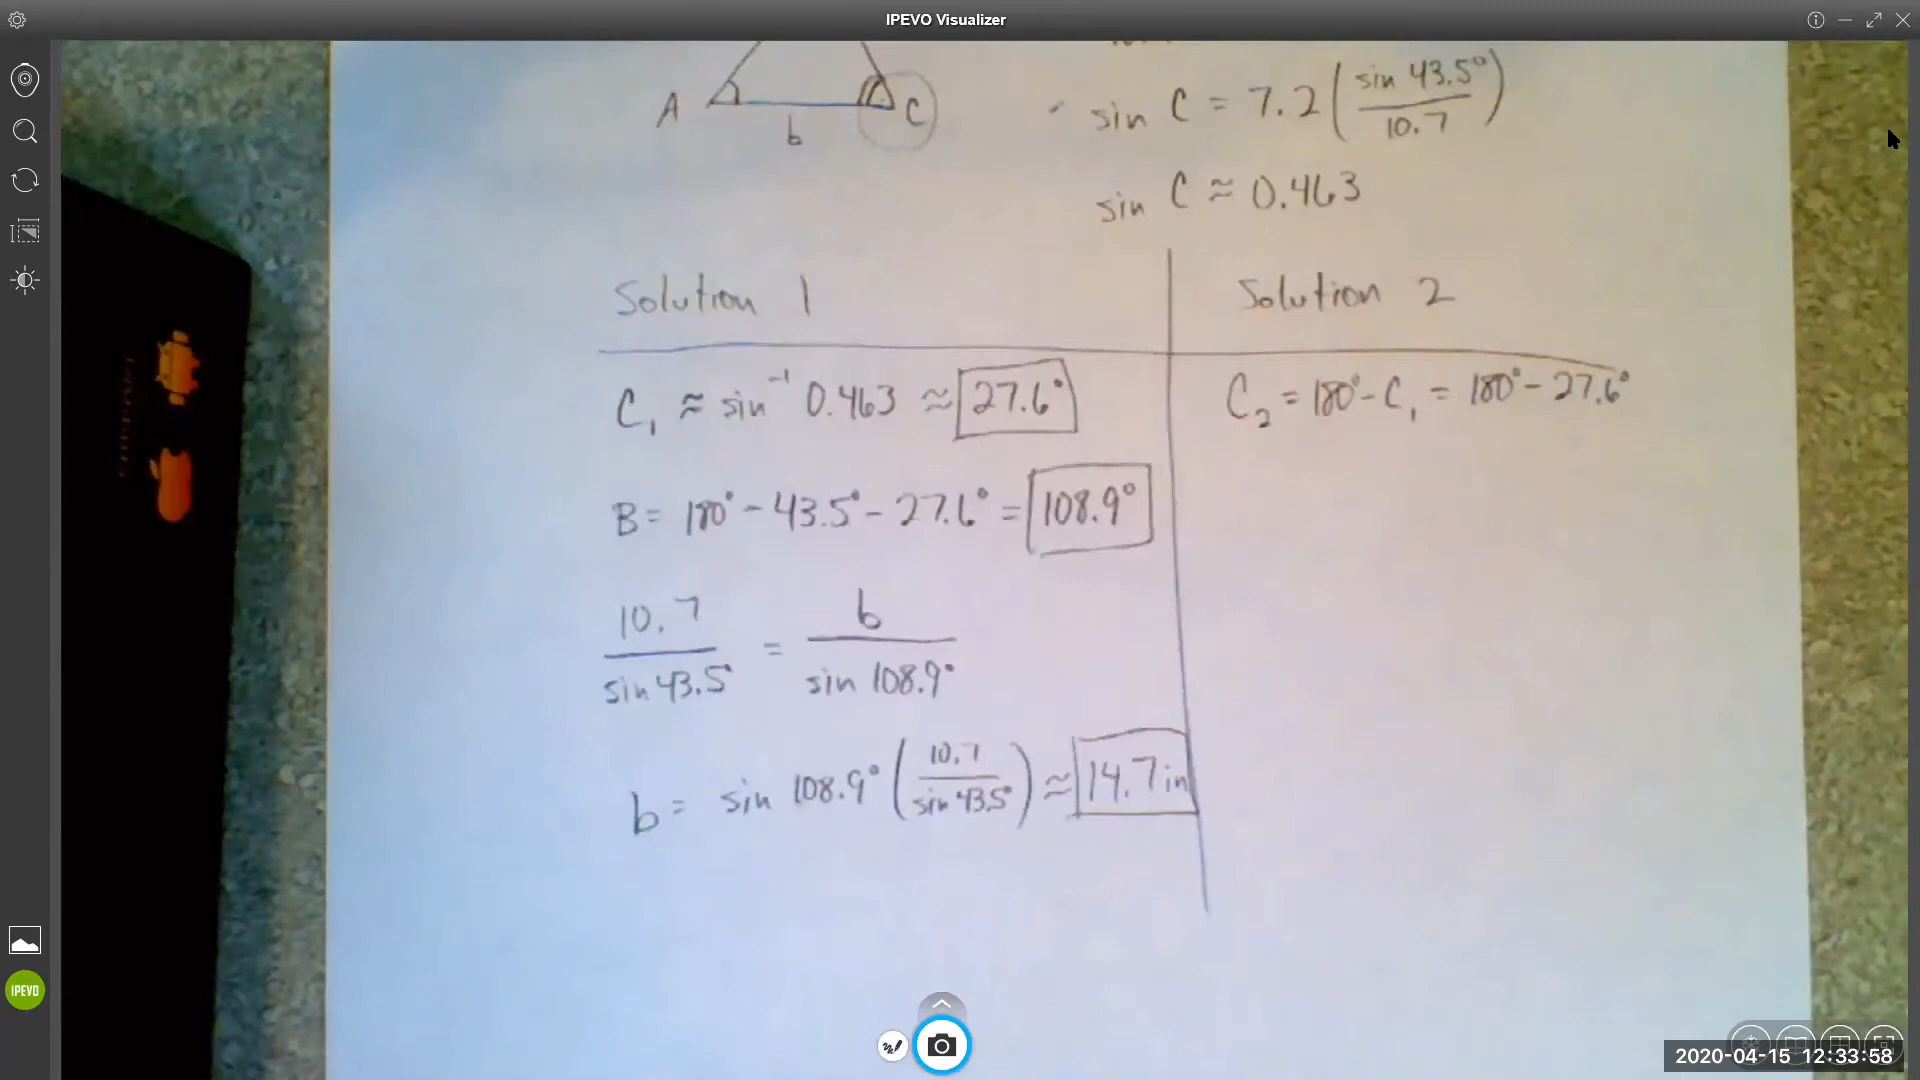 IPEVO Visualizer
A
b
C
sin C = 7.2 ( sin 43.5° / 10.7 )
sin C ≈ 0.463
Solution 1
C₁ ≈ sin⁻¹ 0.463 ≈ 27.6°
B = 180° - 43.5° - 27.6° = 108.9°
10.7 / sin 43.5° = b / sin 108.9°
b = sin 108.9° ( 10.7 / sin 43.5° ) ≈ 14.7 in
Solution 2
C₂ = 180° - C₁ = 180° - 27.6°
IPEVO
2020-04-15 12:33:58